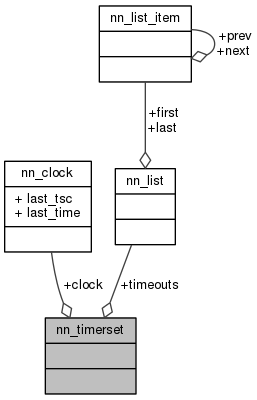 nn_list_item
+prev
+next
+first
+last
nn_clock
+ last_tsc
+ last_time
nn_list
+clock
+timeouts
nn_timerset